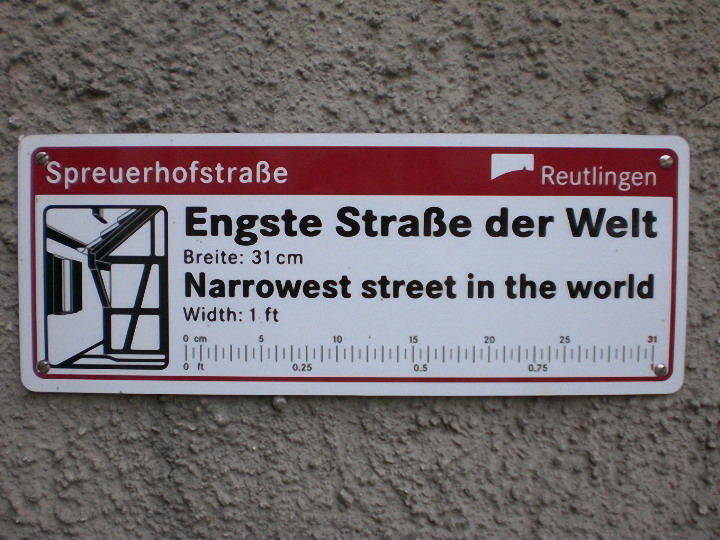 Spreuerhofstraße
Reutlingen
Engste Straße der Welt
Breite: 31 cm
Narrowest street in the world
Width: 1 ft
0 cm 5 10 15 20 25 31
0 ft 0.25 0.5 0.75 1